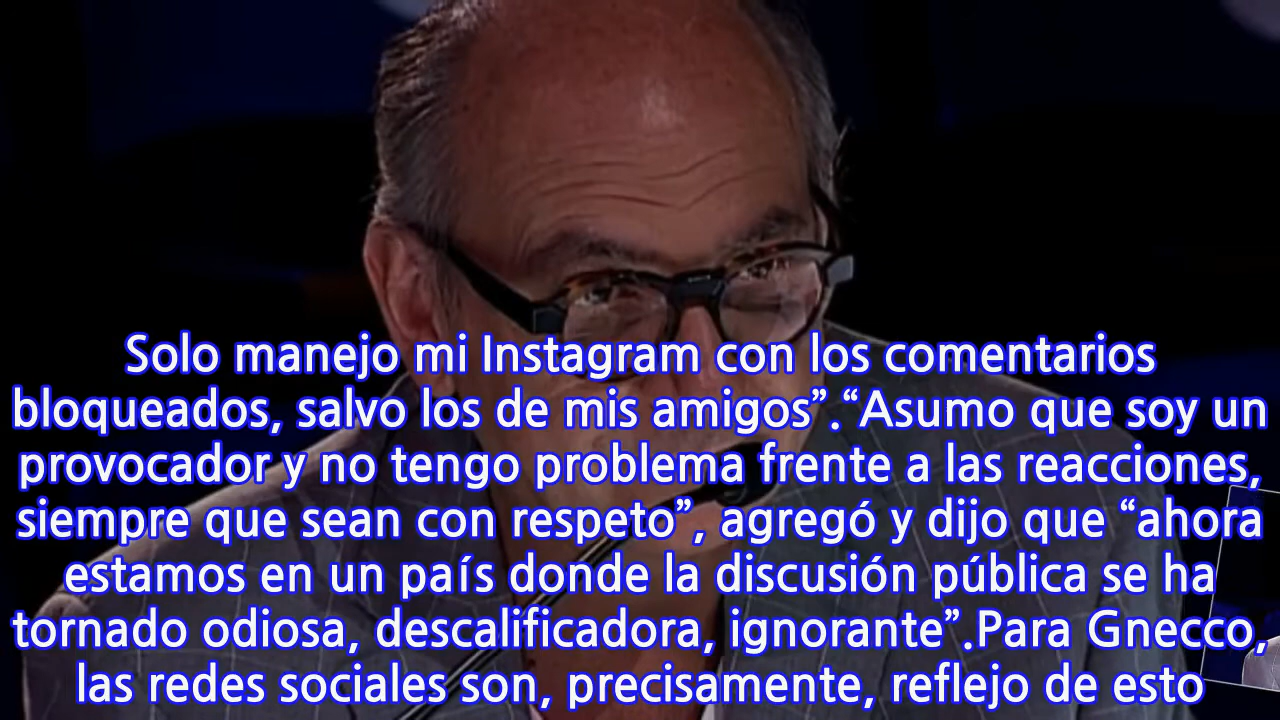 Solo manejo mi Instagram con los comentarios
bloqueados, salvo los de mis amigos”.“Asumo que soy un
provocador y no tengo problema frente a las reacciones,
siempre que sean con respeto”, agregó y dijo que “ahora
estamos en un país donde la discusión pública se ha
tornado odiosa, descalificadora, ignorante”.Para Gnecco,
las redes sociales son, precisamente, reflejo de esto